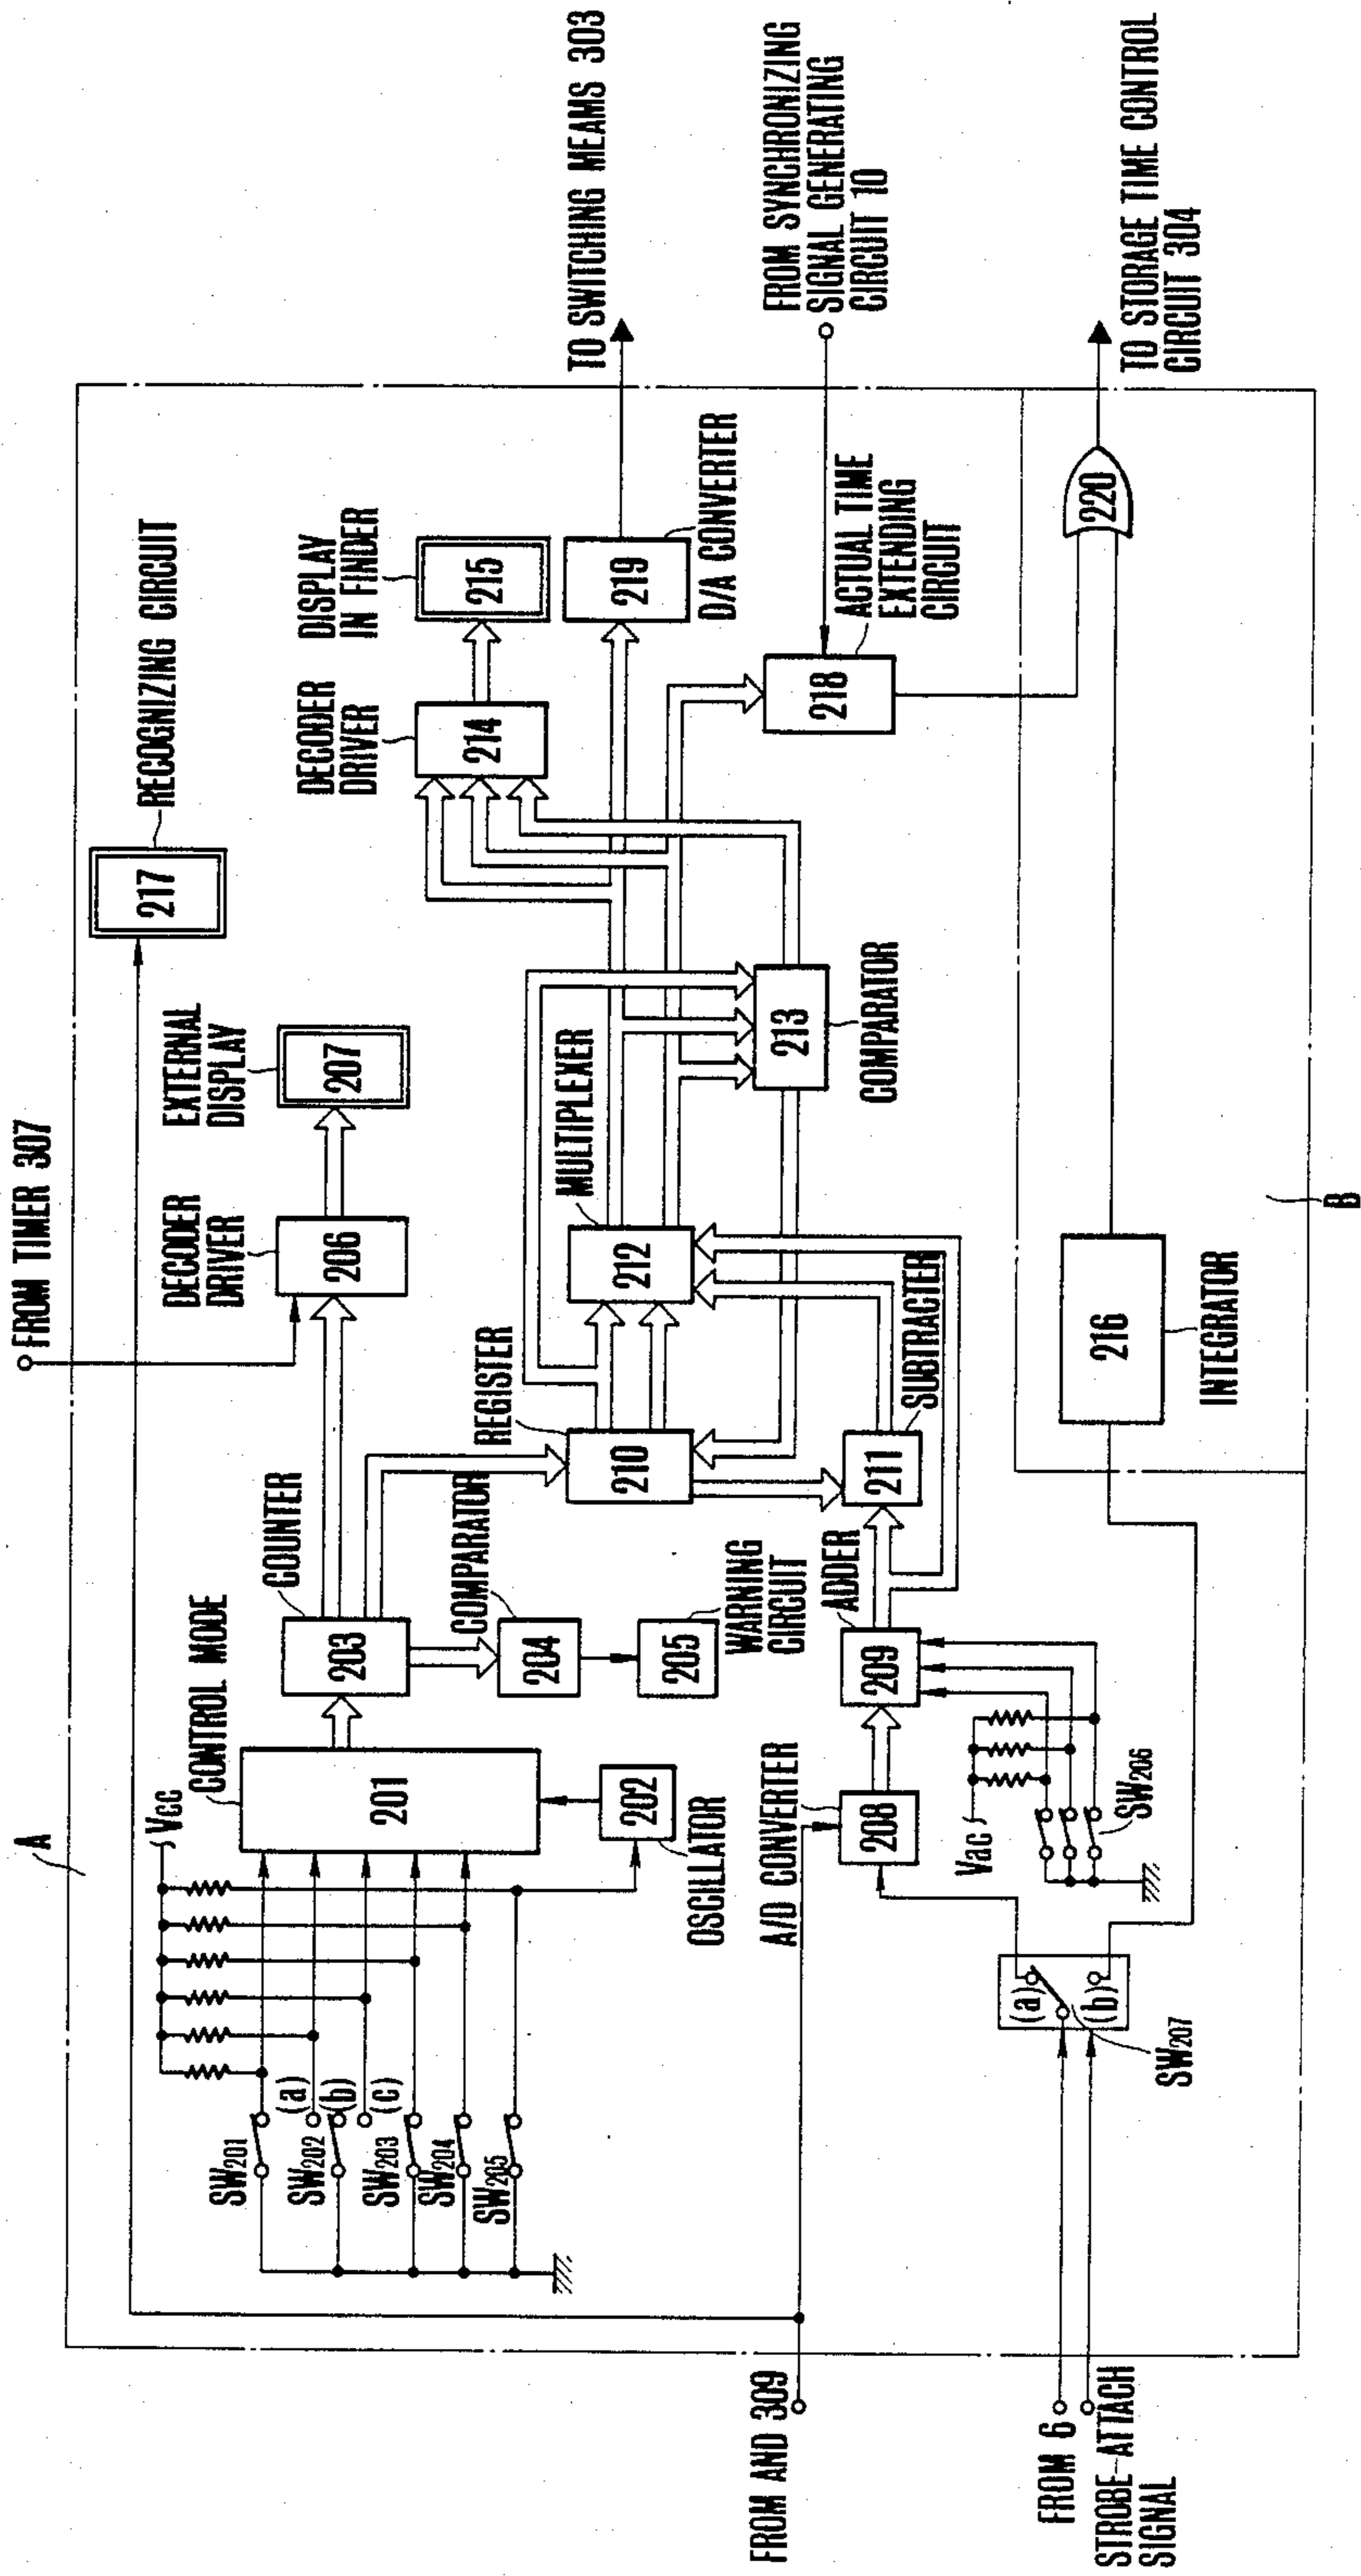 FROM TIMER 307
A
Vcc
CONTROL MODE
COUNTER
DECODER
DRIVER
EXTERNAL
DISPLAY
217
RECOGNIZING CIRCUIT
SW201
SW202
SW203
SW204
SW205
(a)
(b)
(c)
201
202
OSCILLATOR
203
COMPARATOR
204
205
WARNING
CIRCUIT
206
207
REGISTER
210
MULTIPLEXER
212
213
COMPARATOR
DECODER
DRIVER
214
DISPLAY
IN FINDER
215
219
D/A CONVERTER
TO SWITCHING MEAMS 303
FROM SYNCHRONIZING
SIGNAL GENERATING
CIRCUIT 10
218
ACTUAL TIME
EXTENDING
CIRCUIT
FROM AND 309
A/D CONVERTER
208
ADDER
209
211
SUBTRACTER
Vac
SW206
FROM 6
STROBE-ATTACH
SIGNAL
(a)
(b)
SW207
216
INTEGRATOR
B
220
TO STORAGE TIME CONTROL
CIRCUIT 304